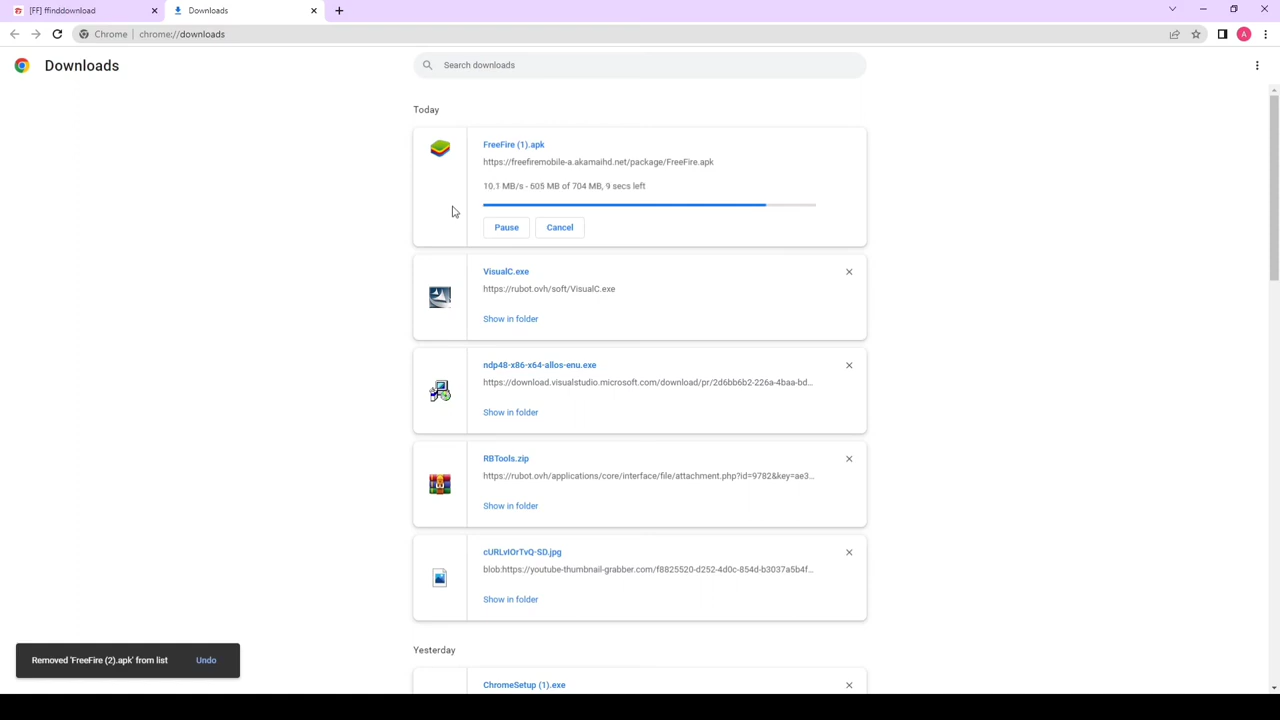 [FF] ffinddownload
Downloads
Chrome
chrome://downloads
A
Downloads
Search downloads
Today
FreeFire (1).apk
https://freefiremobile-a.akamaihd.net/package/FreeFire.apk
10.1 MB/s - 605 MB of 704 MB, 9 secs left
Pause
Cancel
VisualC.exe
https://rubot.ovh/soft/VisualC.exe
Show in folder
ndp48-x86-x64-allos-enu.exe
https://download.visualstudio.microsoft.com/download/pr/2d6bb6b2-226a-4baa-bd...
Show in folder
RBTools.zip
https://rubot.ovh/applications/core/interface/file/attachment.php?id=9782&key=ae3...
Show in folder
cURLvIOrTvQ-SD.jpg
blob:https://youtube-thumbnail-grabber.com/f8825520-d252-4d0c-854d-b3037a5b4f...
Show in folder
Removed 'FreeFire (2).apk' from list
Undo
Yesterday
ChromeSetup (1).exe